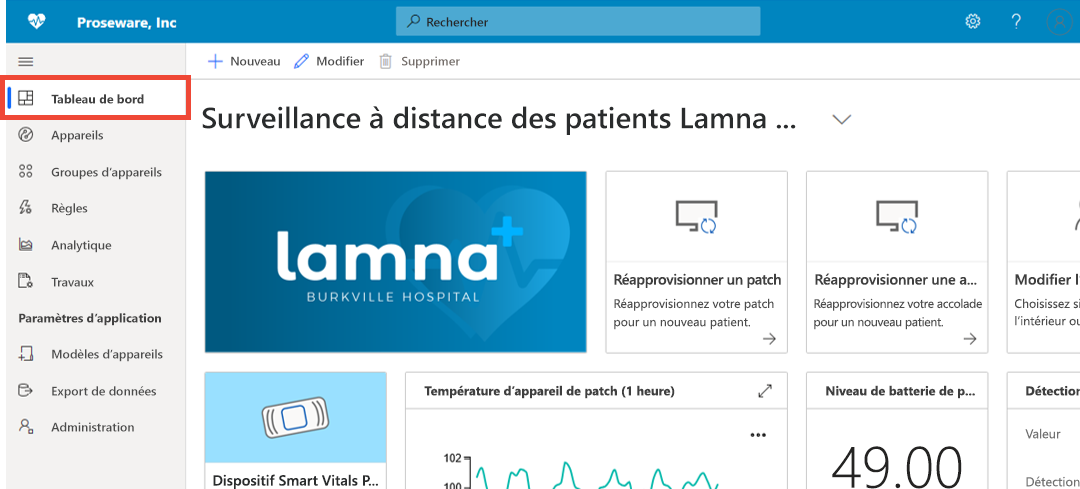 Proseware, Inc
Rechercher
?
Nouveau
Modifier
Supprimer
Tableau de bord
Appareils
Groupes d'appareils
Règles
Analytique
Travaux
Paramètres d'application
Modèles d'appareils
Export de données
Administration
Surveillance à distance des patients Lamna ...
lamna
BURKVILLE HOSPITAL
Réapprovisionner un patch
Réapprovisionnez votre patch
pour un nouveau patient.
Réapprovisionner une a...
Réapprovisionnez votre accolade
pour un nouveau patient.
Modifier l'
Choisissez si
l'intérieur ou
Dispositif Smart Vitals P...
Température d'appareil de patch (1 heure)
102
100
Niveau de batterie de p...
49.00
Détection
Valeur
Détection